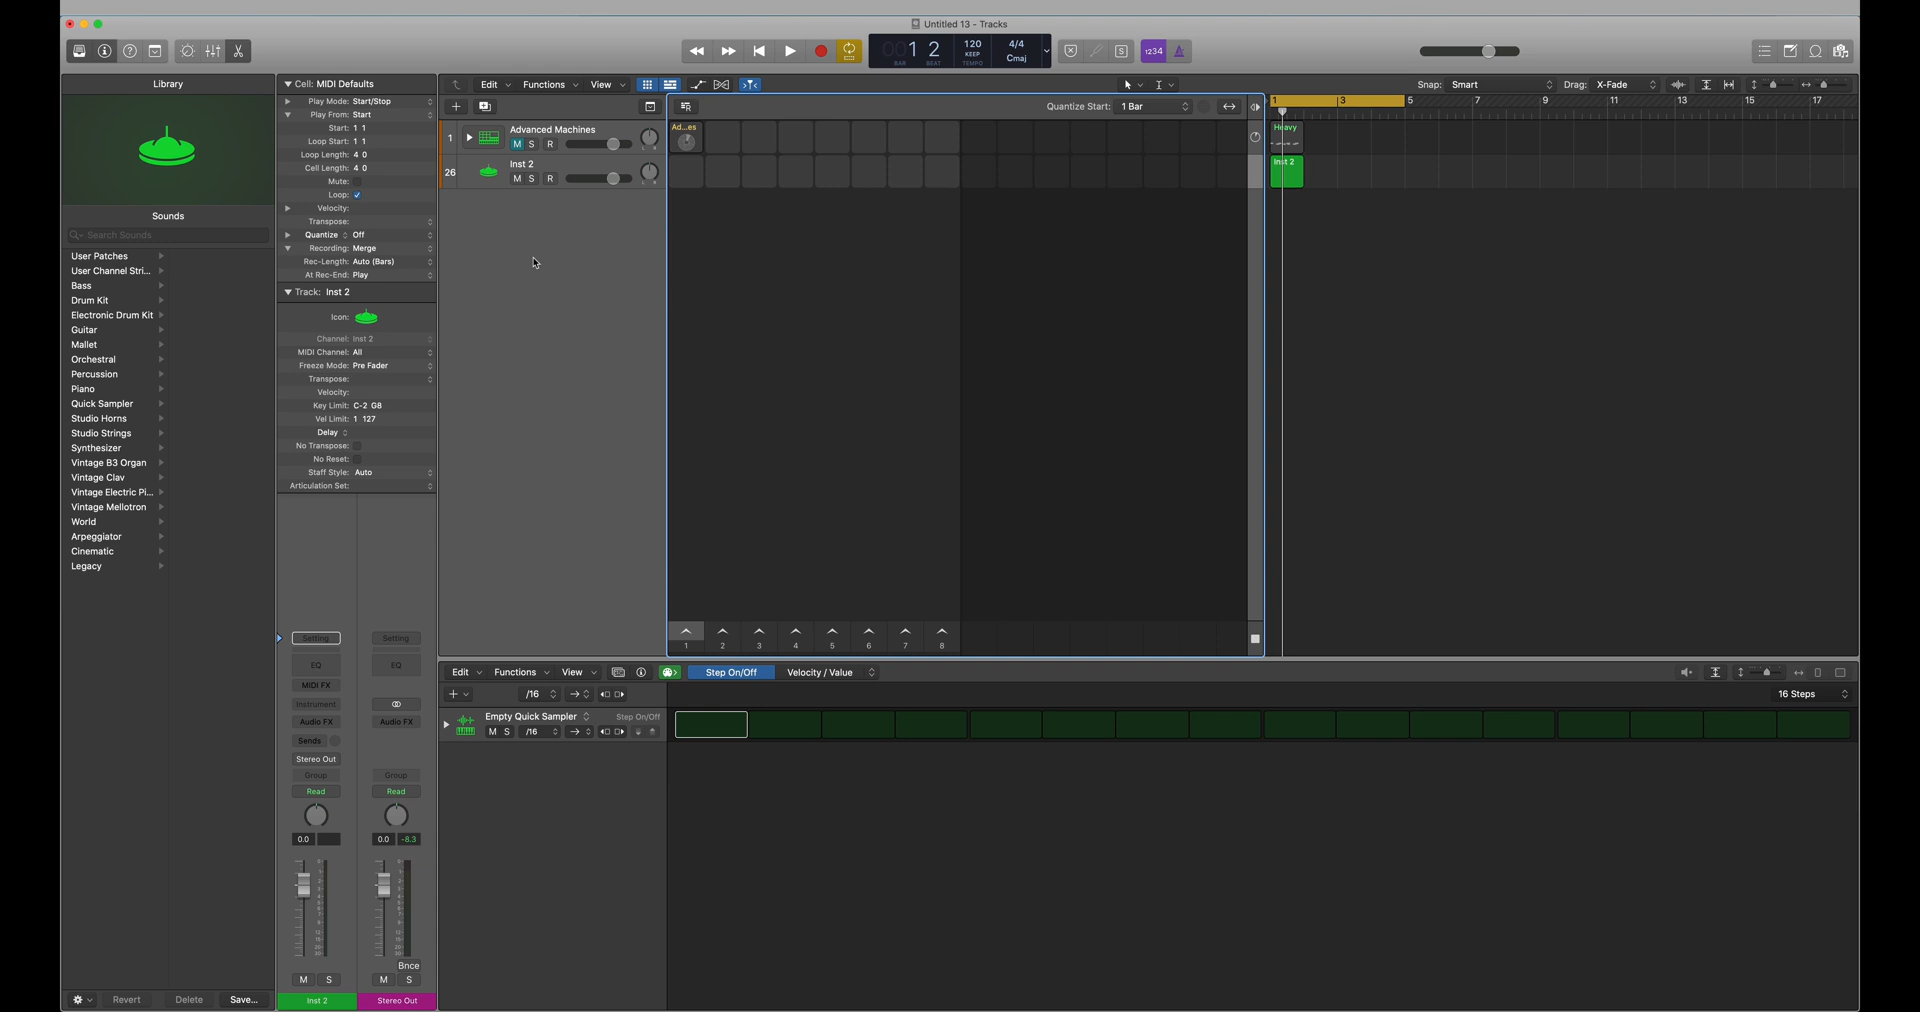 Untitled 13 - Tracks
1 2
BAR BEAT
120
KEEP
TEMPO
4/4
Cmaj
1234
Library
Sounds
Search Sounds
User Patches
User Channel Stri...
Bass
Drum Kit
Electronic Drum Kit
Guitar
Mallet
Orchestral
Percussion
Piano
Quick Sampler
Studio Horns
Studio Strings
Synthesizer
Vintage B3 Organ
Vintage Clav
Vintage Electric Pi...
Vintage Mellotron
World
Arpeggiator
Cinematic
Legacy
Revert Delete Save...
Cell: MIDI Defaults
Play Mode: Start/Stop
Play From: Start
Start: 1 1
Loop Start: 1 1
Loop Length: 4 0
Cell Length: 4 0
Mute:
Loop:
Velocity:
Transpose:
Quantize Off
Recording: Merge
Rec-Length: Auto (Bars)
At Rec-End: Play
Track: Inst 2
Icon:
Channel: Inst 2
MIDI Channel: All
Freeze Mode: Pre Fader
Transpose:
Velocity:
Key Limit: C-2 G8
Vel Limit: 1 127
Delay
No Transpose:
No Reset:
Staff Style: Auto
Articulation Set:
Setting Setting
EQ EQ
MIDI FX
Instrument
Audio FX Audio FX
Sends
Stereo Out
Group Group
Read Read
0.0 0.0 -8.3
Bnce
M S M S
Inst 2 Stereo Out
Edit Functions View
Snap: Smart Drag: X-Fade
Quantize Start: 1 Bar
1 3 5 7 9 11 13 15 17
1 Advanced Machines
M S R
Ad...es
Heavy
26 Inst 2
M S R
Inst 2
1 2 3 4 5 6 7 8
Edit Functions View Step On/Off Velocity / Value
/16 16 Steps
Empty Quick Sampler Step On/Off
M S /16